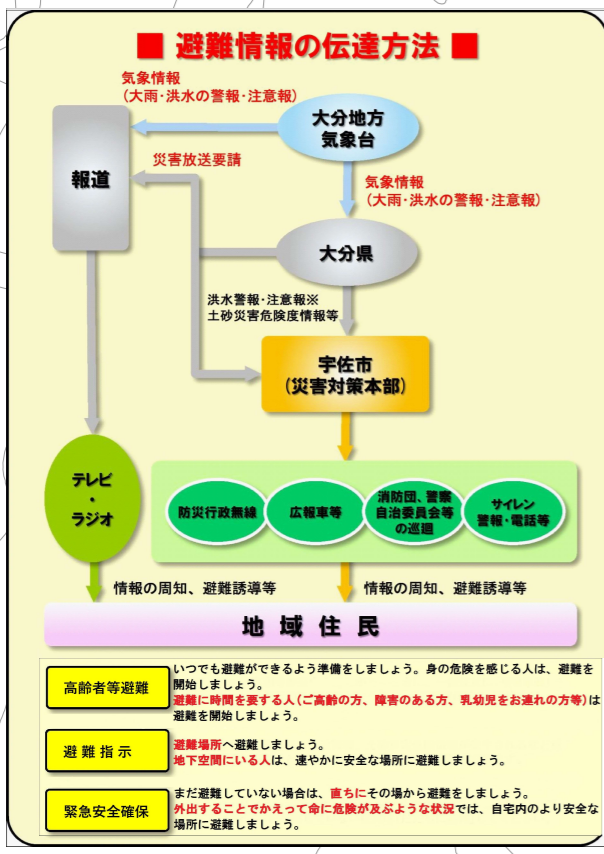 ■ 避難情報の伝達方法 ■
気象情報
(大雨・洪水の警報・注意報)
大分地方
気象台
報道
災害放送要請
気象情報
(大雨・洪水の警報・注意報)
大分県
洪水警報・注意報※
土砂災害危険度情報等
宇佐市
(災害対策本部)
テレビ
・
ラジオ
防災行政無線
広報車等
消防団、警察
自治委員会等
の巡廻
サイレン
警報・電話等
情報の周知、避難誘導等
情報の周知、避難誘導等
地域住民
高齢者等避難
いつでも避難ができるよう準備をしましょう。身の危険を感じる人は、避難を
開始しましょう。
避難に時間を要する人(ご高齢の方、障害のある方、乳幼児をお連れの方等)は
避難を開始しましょう。
避難指示
避難場所へ避難しましょう。
地下空間にいる人は、速やかに安全な場所に避難しましょう。
緊急安全確保
まだ避難していない場合は、直ちにその場から避難をしましょう。
外出することでかえって命に危険が及ぶような状況では、自宅内のより安全な
場所に避難しましょう。